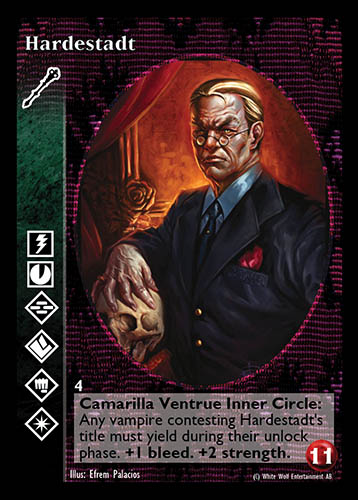 Hardestadt
4
Camarilla Ventrue Inner Circle:
Any vampire contesting Hardestadt's
title must yield during their unlock
phase. +1 bleed. +2 strength.
11
Illus: Efrem Palacios
(C) White Wolf Entertainment AB